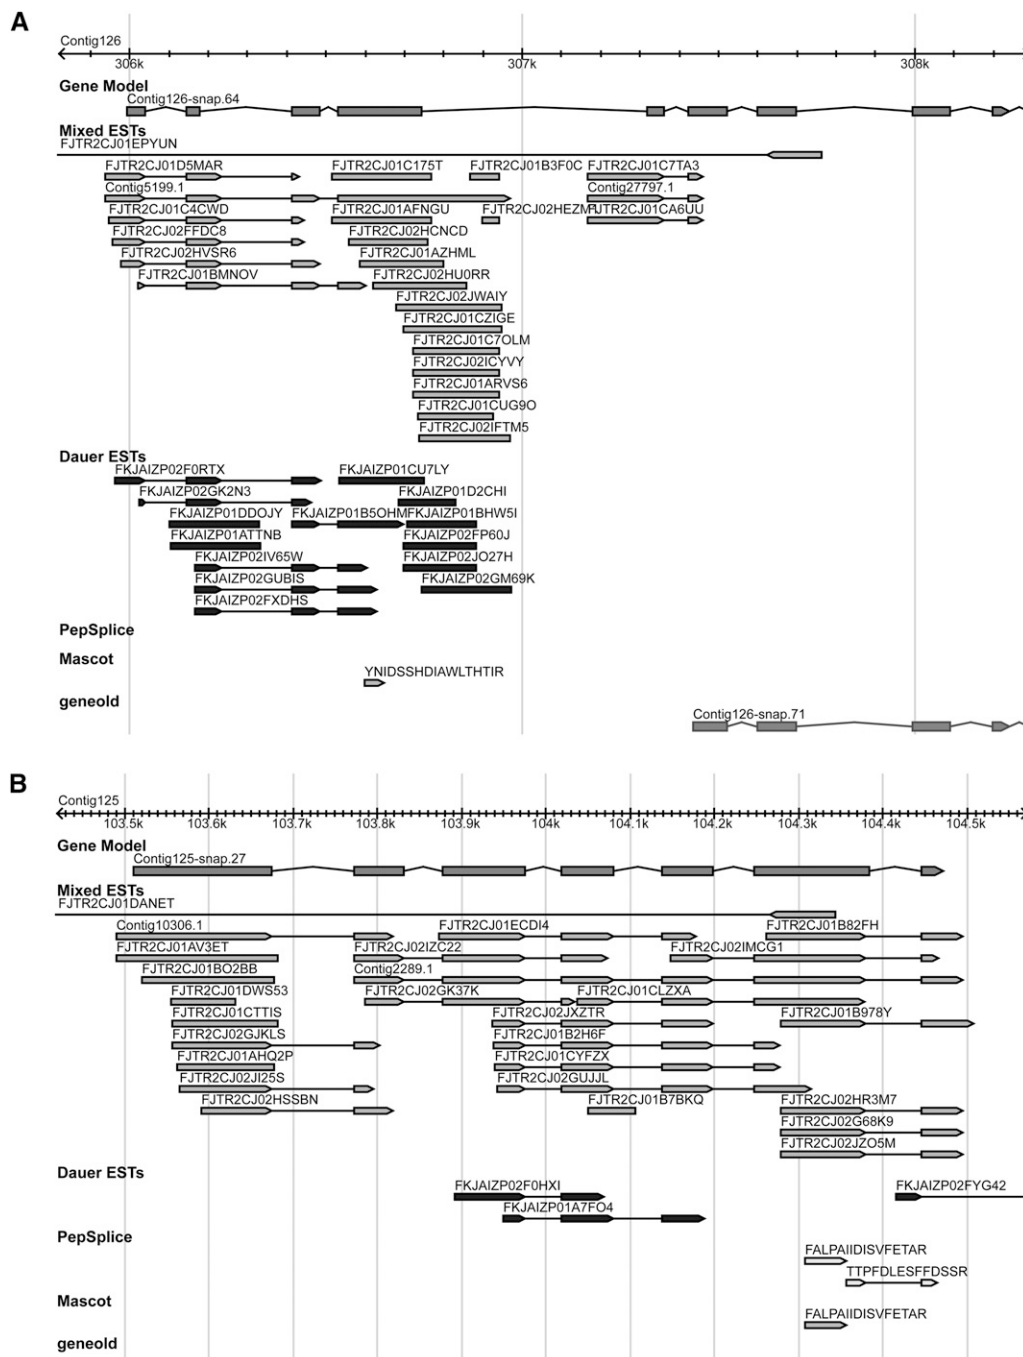 A
Contig126
306k 307k 308k
Gene Model
Contig126-snap.64
Mixed ESTs
FJTR2CJ01EPYUN
FJTR2CJ01D5MAR FJTR2CJ01C175T FJTR2CJ01B3F0C FJTR2CJ01C7TA3
Contig5199.1 Contig27797.1
FJTR2CJ01C4CWD FJTR2CJ01AFNGU FJTR2CJ01CA6UU
FJTR2CJ02FFDC8 FJTR2CJ02HCNCD
FJTR2CJ02HVSR6 FJTR2CJ01AZHML
FJTR2CJ01BMNOV FJTR2CJ02HU0RR
FJTR2CJ02JWAIY
FJTR2CJ01CZIGE
FJTR2CJ01C7OLM
FJTR2CJ02ICYVY
FJTR2CJ01ARVS6
FJTR2CJ01CUG9O
FJTR2CJ02IFTM5
Dauer ESTs
FKJAIZP02F0RTX FKJAIZP01CU7LY
FKJAIZP02GK2N3 FKJAIZP01D2CHI
FKJAIZP01DDOJY FKJAIZP01B5OHM FKJAIZP01BHW5I
FKJAIZP01ATTNB FKJAIZP02FP60J
FKJAIZP02IV65W FKJAIZP02JO27H
FKJAIZP02GUBIS FKJAIZP02GM69K
FKJAIZP02FXDHS
PepSplice
Mascot
YNIDSSHDIAWLTHTIR
geneold
Contig126-snap.71
B
Contig125
103.5k 103.6k 103.7k 103.8k 103.9k 104k 104.1k 104.2k 104.3k 104.4k 104.5k
Gene Model
Contig125-snap.27
Mixed ESTs
FJTR2CJ01DANET
Contig10306.1 FJTR2CJ01ECDI4 FJTR2CJ01B82FH
FJTR2CJ01AV3ET FJTR2CJ02IZC22 FJTR2CJ02IMCG1
FJTR2CJ01BO2BB Contig2289.1
FJTR2CJ01DWS53 FJTR2CJ02GK37K FJTR2CJ01CLZXA
FJTR2CJ01CTTIS FJTR2CJ02JXZTR FJTR2CJ01B978Y
FJTR2CJ02GJKLS FJTR2CJ01B2H6F
FJTR2CJ01AHQ2P FJTR2CJ01CYFZX
FJTR2CJ02JI25S FJTR2CJ02GUJJL
FJTR2CJ02HSSBN FJTR2CJ01B7BKQ FJTR2CJ02HR3M7
FJTR2CJ02G68K9
FJTR2CJ02JZO5M
Dauer ESTs
FKJAIZP02F0HXI FKJAIZP02FYG42
FKJAIZP01A7FO4
PepSplice
FALPAIIDISVFETAR
TTPFDLESFFDSSR
Mascot
FALPAIIDISVFETAR
geneold